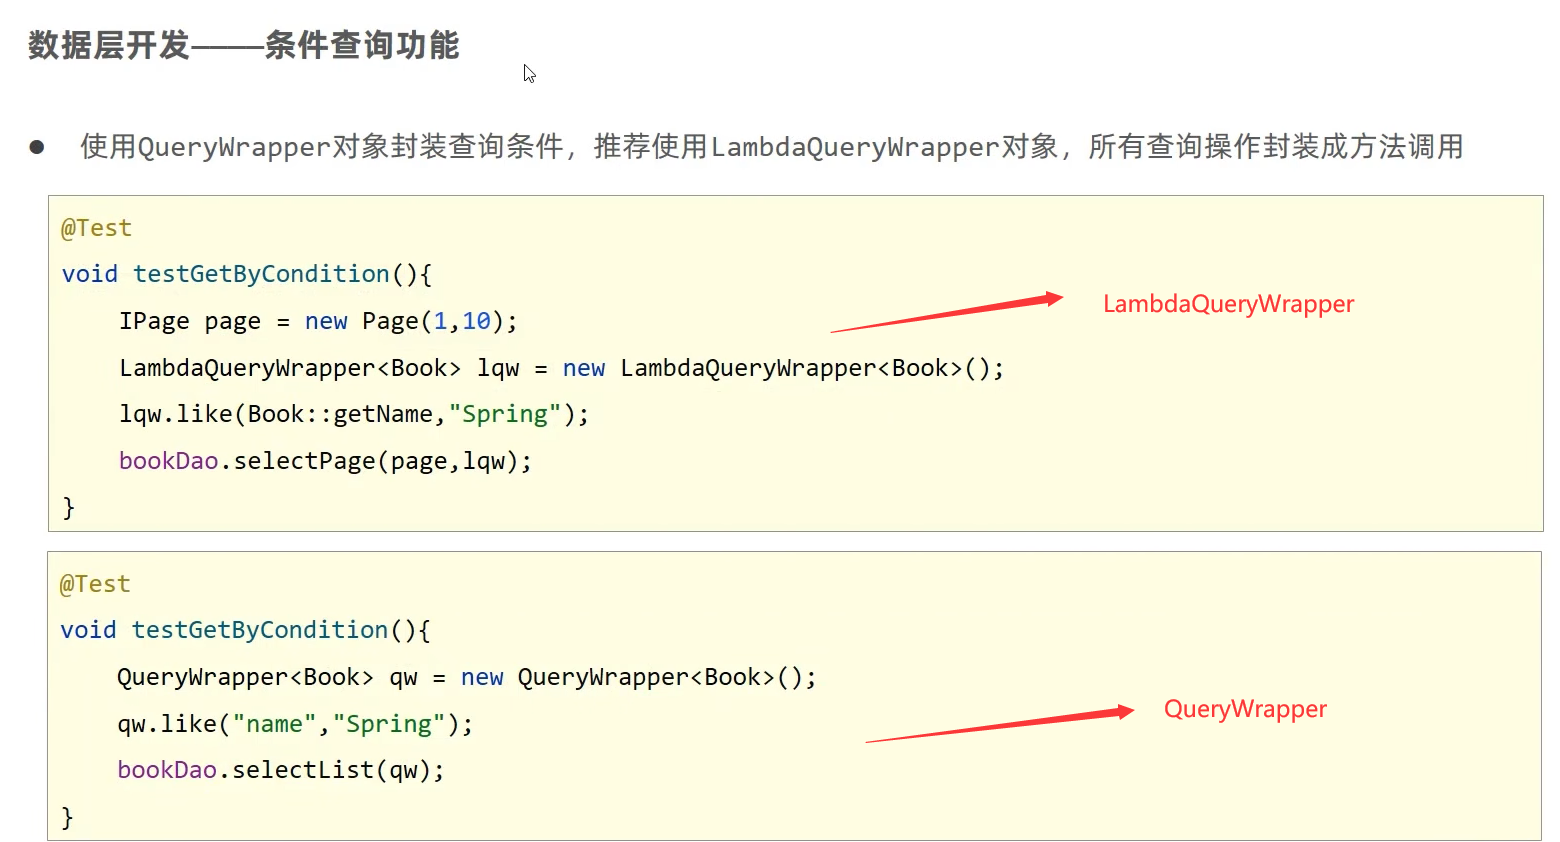 数据层开发————条件查询功能
● 使用QueryWrapper对象封装查询条件，推荐使用LambdaQueryWrapper对象，所有查询操作封装成方法调用
@Test
void testGetByCondition(){
    IPage page = new Page(1,10);
LambdaQueryWrapper
    LambdaQueryWrapper<Book> lqw = new LambdaQueryWrapper<Book>();
    lqw.like(Book::getName,"Spring");
    bookDao.selectPage(page,lqw);
}
@Test
void testGetByCondition(){
    QueryWrapper<Book> qw = new QueryWrapper<Book>();
QueryWrapper
    qw.like("name","Spring");
    bookDao.selectList(qw);
}